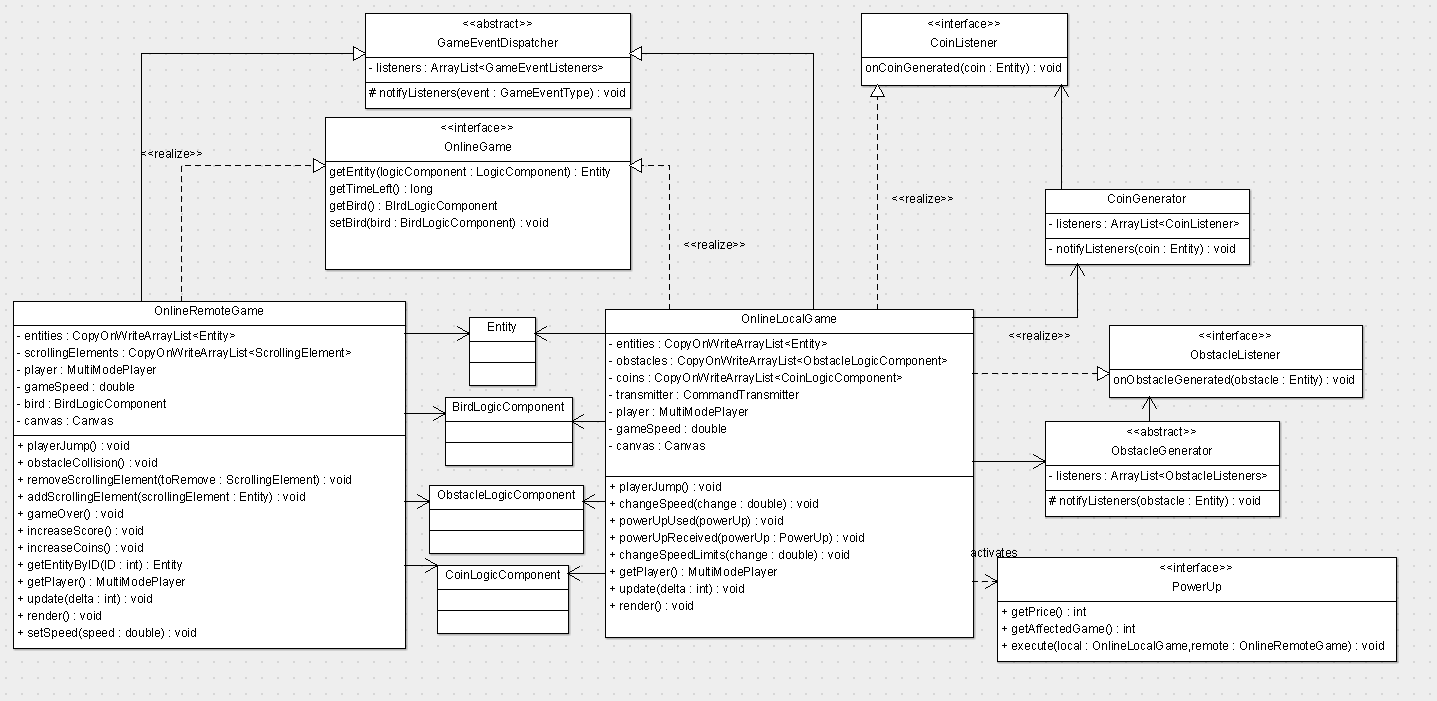 <<abstract>>
GameEventDispatcher
- listeners : ArrayList<GameEventListeners>
# notifyListeners(event : GameEventType) : void
<<interface>>
CoinListener
onCoinGenerated(coin : Entity) : void
<<interface>>
OnlineGame
getEntity(logicComponent : LogicComponent) : Entity
getTimeLeft() : long
getBird() : BIrdLogicComponent
setBird(bird : BirdLogicComponent) : void
<<realize>>
<<realize>>
<<realize>>
CoinGenerator
- listeners : ArrayList<CoinListener>
- notifyListeners(coin : Entity) : void
OnlineRemoteGame
- entities : CopyOnWriteArrayList<Entity>
- scrollingElements : CopyOnWriteArrayList<ScrollingElement>
- player : MultiModePlayer
- gameSpeed : double
- bird : BirdLogicComponent
- canvas : Canvas
+ playerJump() : void
+ obstacleCollision() : void
+ removeScrollingElement(toRemove : ScrollingElement) : void
+ addScrollingElement(scrollingElement : Entity) : void
+ gameOver() : void
+ increaseScore() : void
+ increaseCoins() : void
+ getEntityByID(ID : int) : Entity
+ getPlayer() : MultiModePlayer
+ update(delta : int) : void
+ render() : void
+ setSpeed(speed : double) : void
Entity
BirdLogicComponent
ObstacleLogicComponent
CoinLogicComponent
OnlineLocalGame
- entities : CopyOnWriteArrayList<Entity>
- obstacles : CopyOnWriteArrayList<ObstacleLogicComponent>
- coins : CopyOnWriteArrayList<CoinLogicComponent>
- transmitter : CommandTransmitter
- player : MultiModePlayer
- gameSpeed : double
- canvas : Canvas
+ playerJump() : void
+ changeSpeed(change : double) : void
+ powerUpUsed(powerUp) : void
+ powerUpReceived(powerUp : PowerUp) : void
+ changeSpeedLimits(change : double) : void
+ getPlayer() : MultiModePlayer
+ update(delta : int) : void
+ render() : void
<<realize>>
<<interface>>
ObstacleListener
onObstacleGenerated(obstacle : Entity) : void
<<abstract>>
ObstacleGenerator
- listeners : ArrayList<ObstacleListeners>
# notifyListeners(obstacle : Entity) : void
activates
<<interface>>
PowerUp
+ getPrice() : int
+ getAffectedGame() : int
+ execute(local : OnlineLocalGame,remote : OnlineRemoteGame) : void